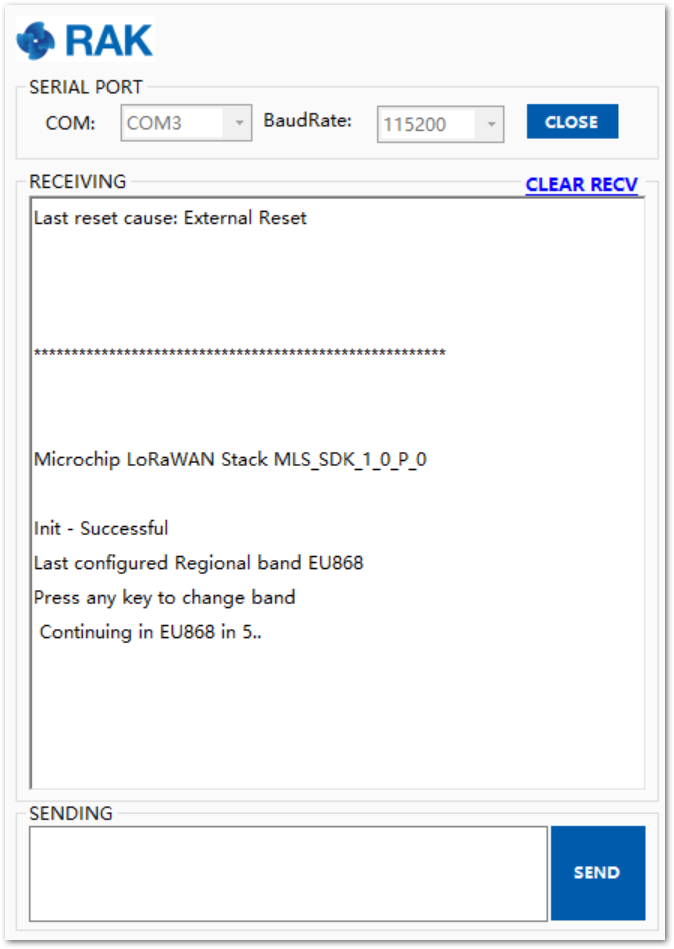 RAK
SERIAL PORT
COM: COM3 BaudRate: 115200 CLOSE
RECEIVING CLEAR RECV
Last reset cause: External Reset
*******************************************************
Microchip LoRaWAN Stack MLS_SDK_1_0_P_0
Init - Successful
Last configured Regional band EU868
Press any key to change band
Continuing in EU868 in 5..
SENDING
SEND